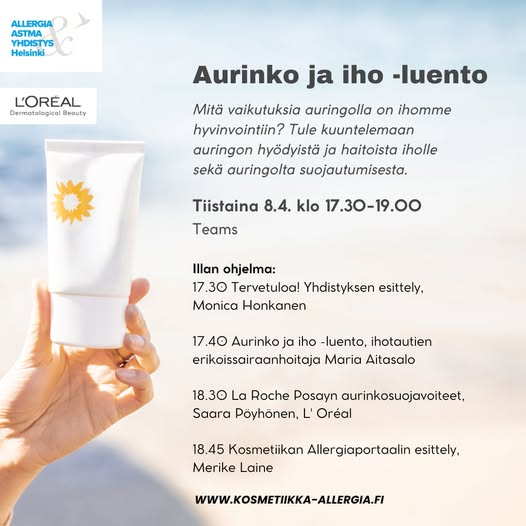 ALLERGIA
ASTMA
YHDISTYS
Helsinki
&
L'ORÉAL
Dermatological Beauty
Aurinko ja iho -luento
Mitä vaikutuksia auringolla on ihomme
hyvinvointiin? Tule kuuntelemaan
auringon hyödyistä ja haitoista iholle
sekä auringolta suojautumisesta.
Tiistaina 8.4. klo 17.30-19.00
Teams
Illan ohjelma:
17.30 Tervetuloa! Yhdistyksen esittely,
Monica Honkanen
17.40 Aurinko ja iho -luento, ihotautien
erikoissairaanhoitaja Maria Aitasalo
18.30 La Roche Posayn aurinkosuojavoiteet,
Saara Pöyhönen, L' Oréal
18.45 Kosmetiikan Allergiaportaalin esittely,
Merike Laine
WWW.KOSMETIIKKA-ALLERGIA.FI